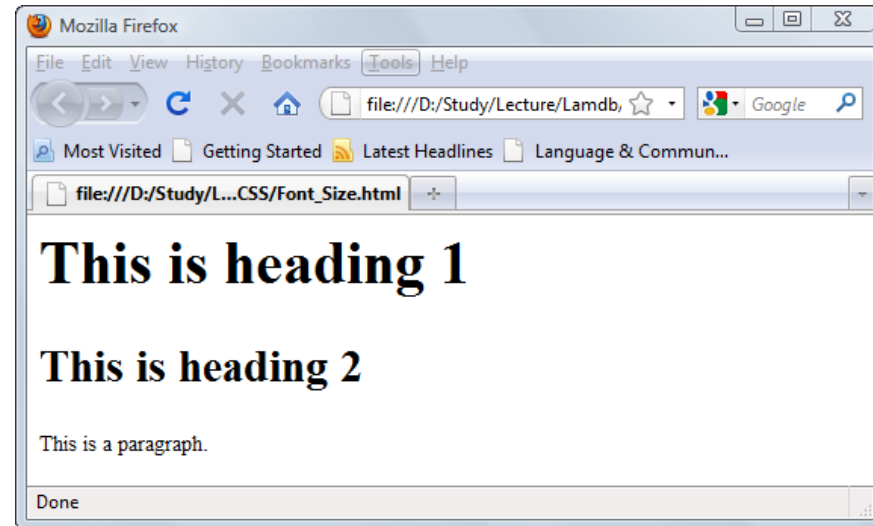 Mozilla Firefox
File Edit View History Bookmarks Tools Help
file:///D:/Study/Lecture/Lamdb, Google
Most Visited Getting Started Latest Headlines Language & Commun...
file:///D:/Study/L...CSS/Font_Size.html
This is heading 1
This is heading 2
This is a paragraph.
Done